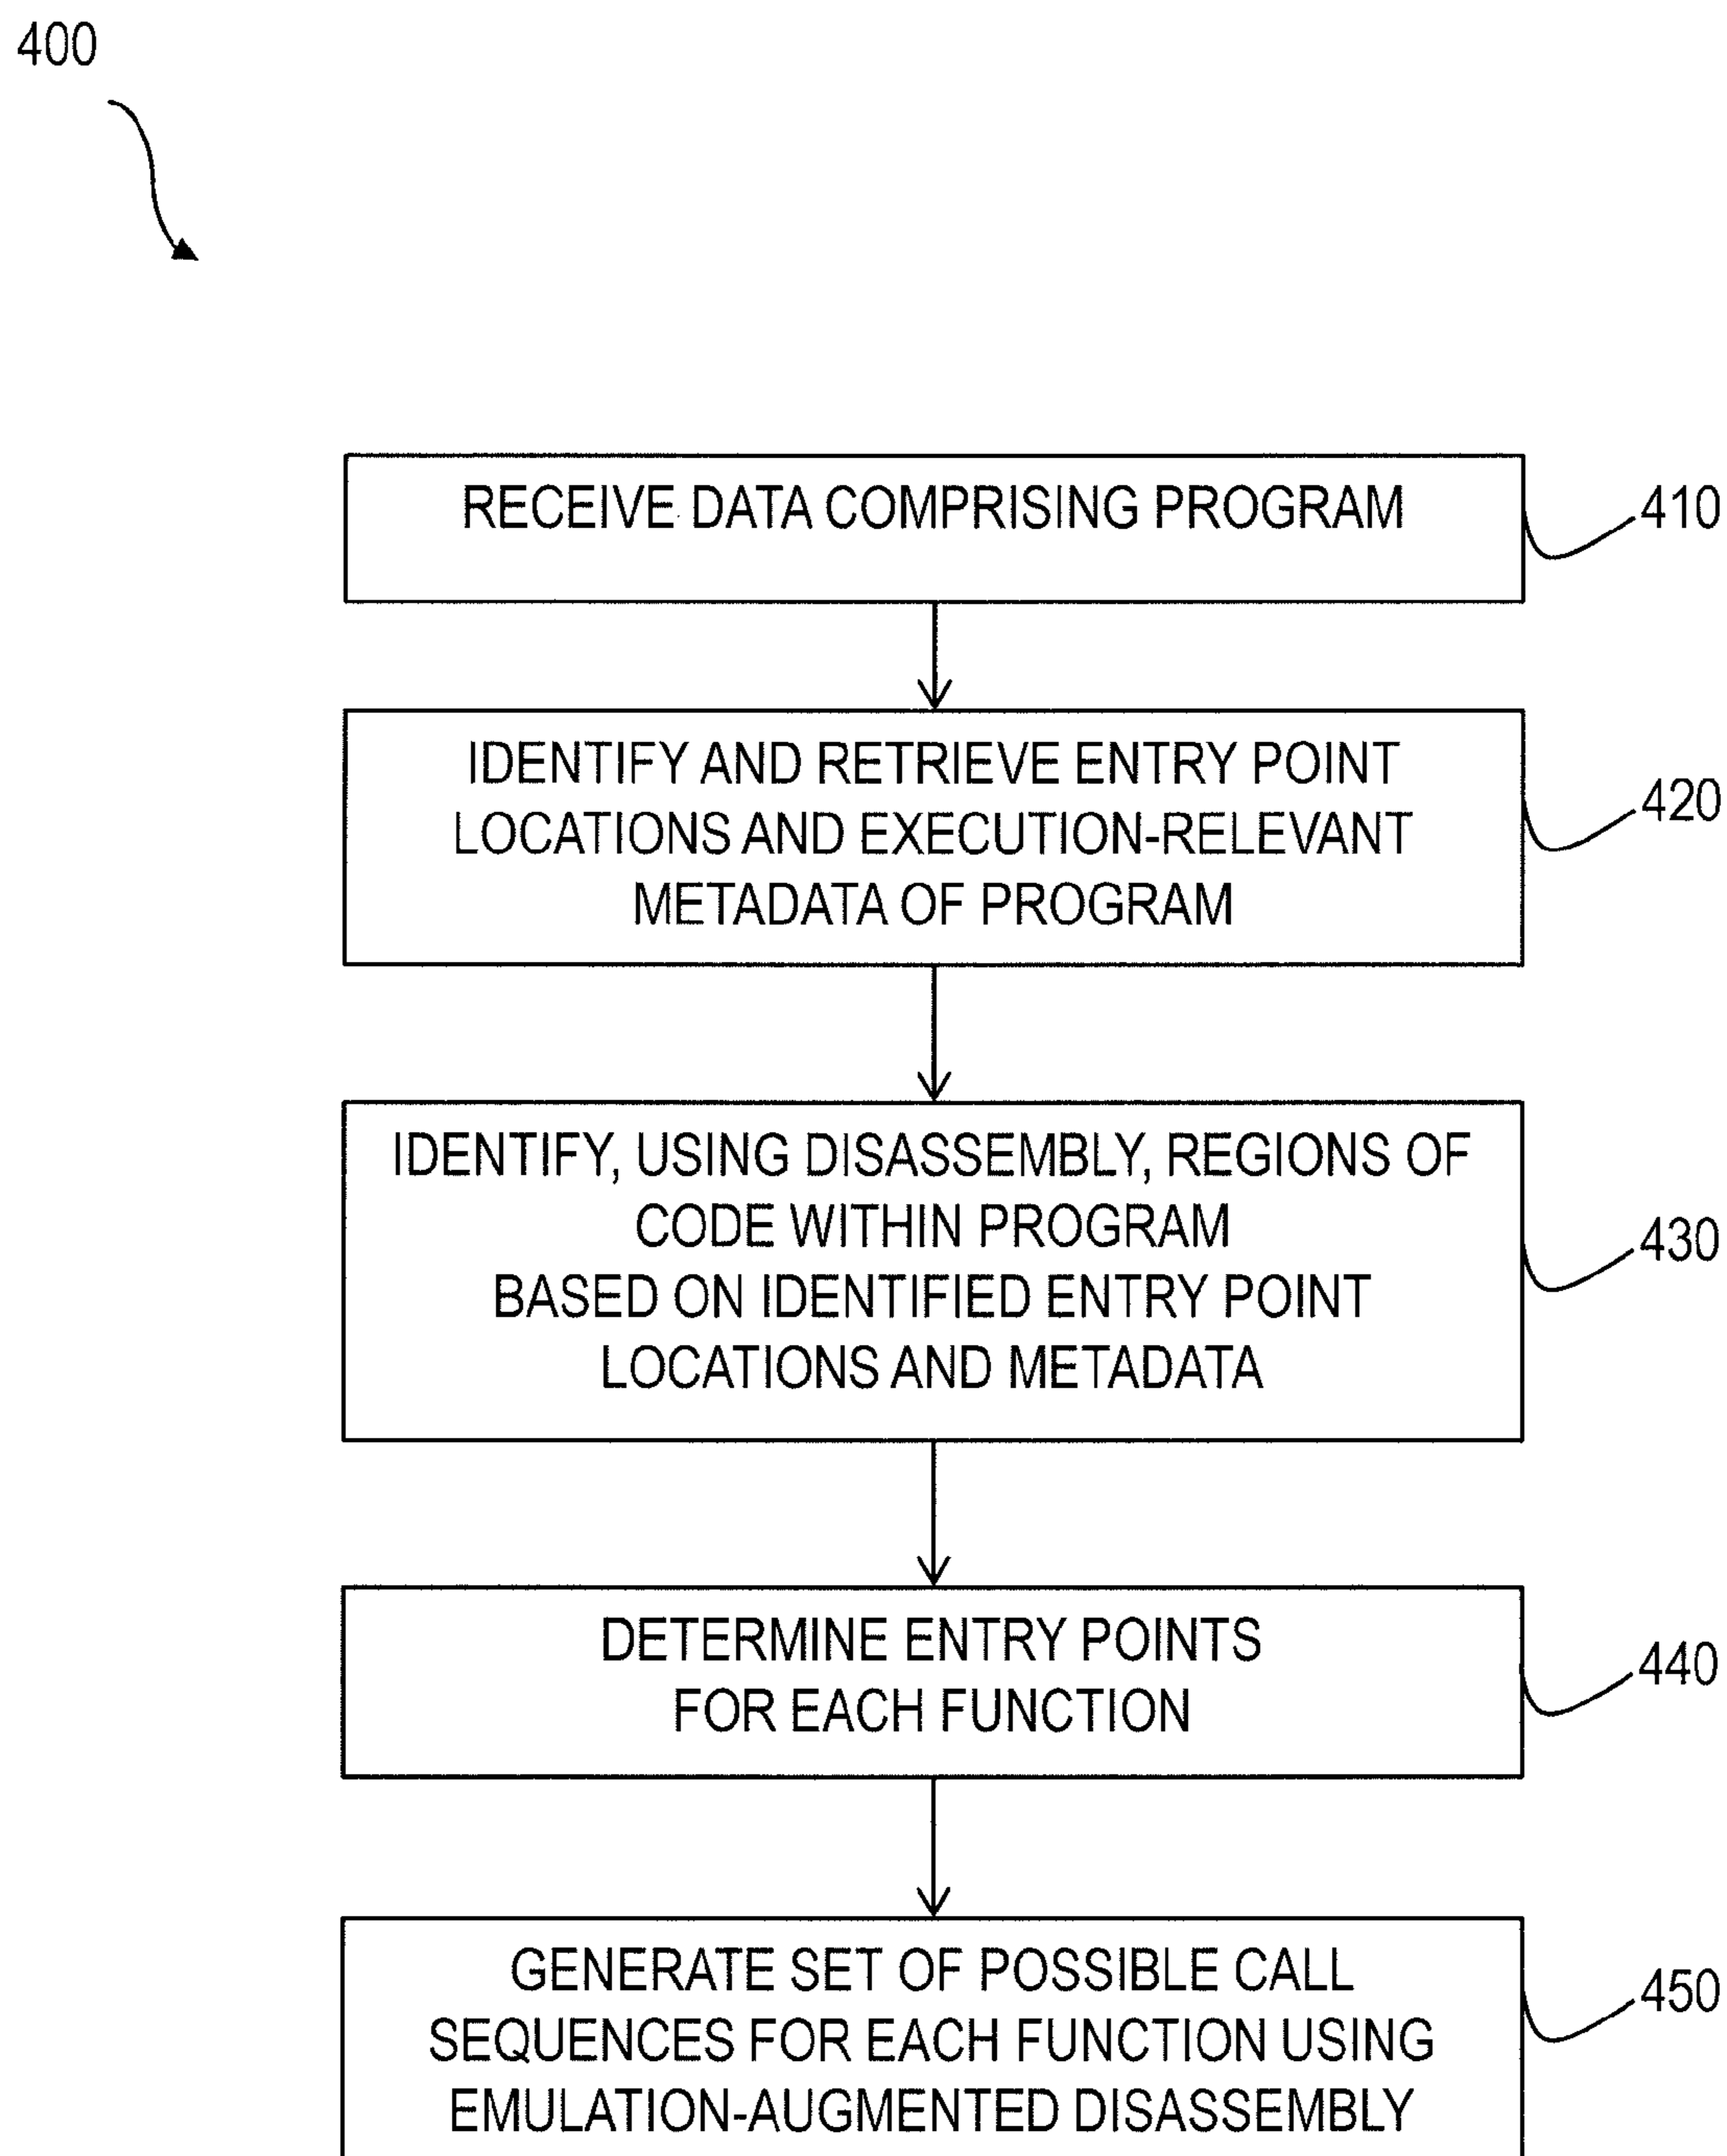 400
RECEIVE DATA COMPRISING PROGRAM
410
IDENTIFY AND RETRIEVE ENTRY POINT
LOCATIONS AND EXECUTION-RELEVANT
METADATA OF PROGRAM
420
IDENTIFY, USING DISASSEMBLY, REGIONS OF
CODE WITHIN PROGRAM
BASED ON IDENTIFIED ENTRY POINT
LOCATIONS AND METADATA
430
DETERMINE ENTRY POINTS
FOR EACH FUNCTION
440
GENERATE SET OF POSSIBLE CALL
SEQUENCES FOR EACH FUNCTION USING
EMULATION-AUGMENTED DISASSEMBLY
450